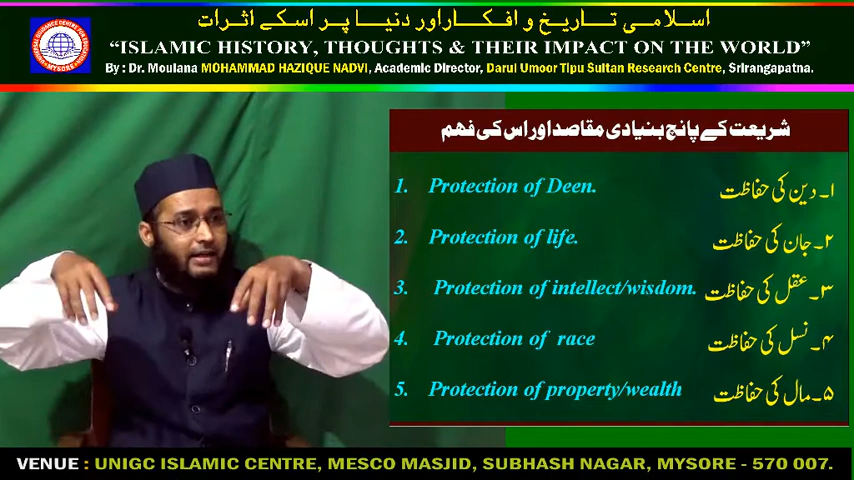 اسلامی تاریخ و افکار اور دنیا پر اسکے اثرات
“ISLAMIC HISTORY, THOUGHTS & THEIR IMPACT ON THE WORLD”
By : Dr. Moulana MOHAMMAD HAZIQUE NADVI, Academic Director, Darul Umoor Tipu Sultan Research Centre, Srirangapatna.
شریعت کے پانچ بنیادی مقاصد اور اس کی فہم
1. Protection of Deen. ۱۔ دین کی حفاظت
2. Protection of life. ۲۔ جان کی حفاظت
3. Protection of intellect/wisdom. ۳۔ عقل کی حفاظت
4. Protection of race ۴۔ نسل کی حفاظت
5. Protection of property/wealth ۵۔ مال کی حفاظت
VENUE : UNIGC ISLAMIC CENTRE, MESCO MASJID, SUBHASH NAGAR, MYSORE - 570 007.